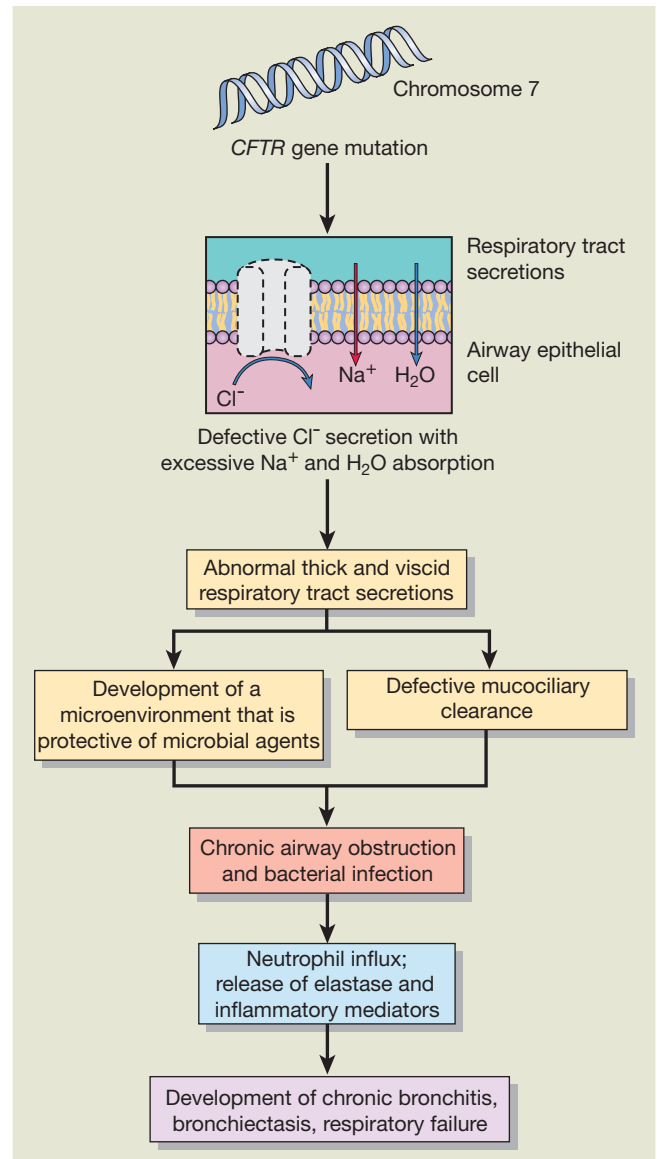 Chromosome 7
CFTR gene mutation
Respiratory tract
secretions
Airway epithelial
cell
Na⁺ H₂O
Cl⁻
Defective Cl⁻ secretion with
excessive Na⁺ and H₂O absorption
Abnormal thick and viscid
respiratory tract secretions
Development of a
microenvironment that is
protective of microbial agents
Defective mucociliary
clearance
Chronic airway obstruction
and bacterial infection
Neutrophil influx;
release of elastase and
inflammatory mediators
Development of chronic bronchitis,
bronchiectasis, respiratory failure